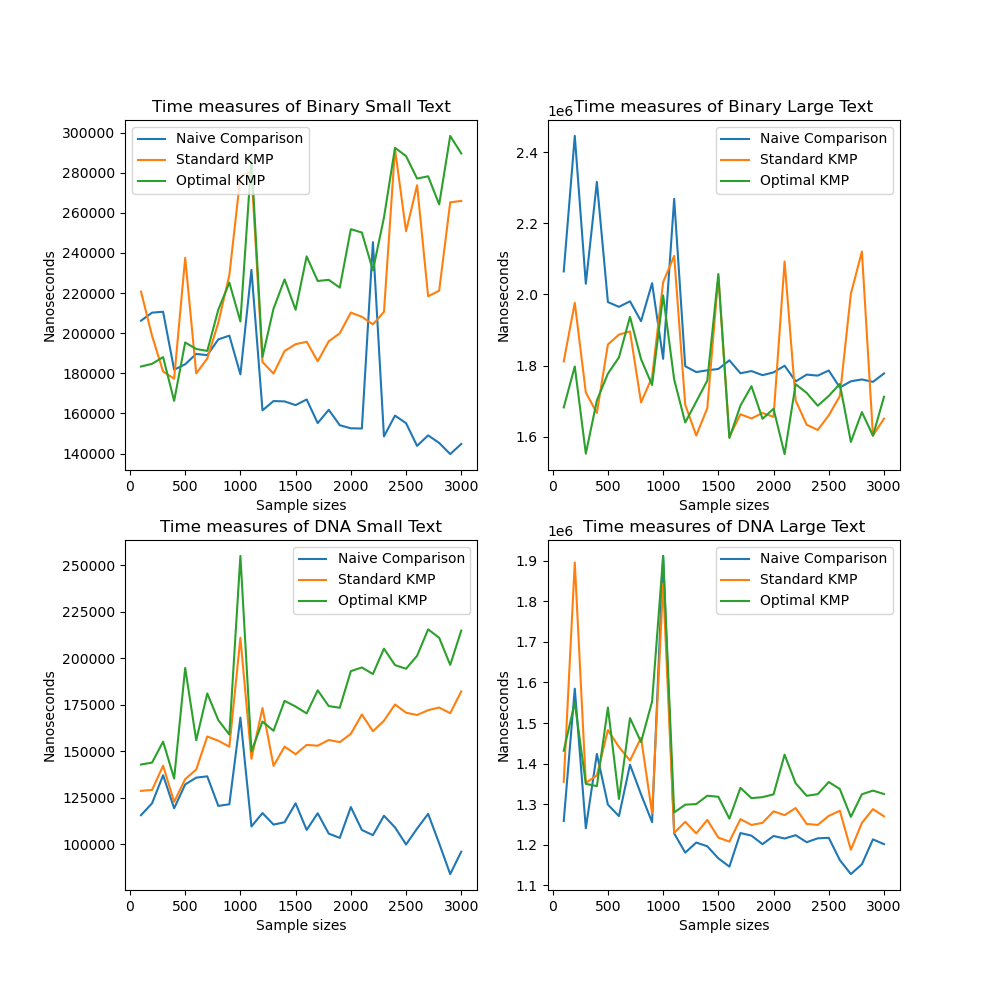 Time measures of Binary Small Text
Nanoseconds
300000
280000
260000
240000
220000
200000
180000
160000
140000
Naive Comparison
Standard KMP
Optimal KMP
0 500 1000 1500 2000 2500 3000
Sample sizes
Time measures of Binary Large Text
1e6
Nanoseconds
2.4
2.2
2.0
1.8
1.6
Naive Comparison
Standard KMP
Optimal KMP
0 500 1000 1500 2000 2500 3000
Sample sizes
Time measures of DNA Small Text
Nanoseconds
250000
225000
200000
175000
150000
125000
100000
Naive Comparison
Standard KMP
Optimal KMP
0 500 1000 1500 2000 2500 3000
Sample sizes
Time measures of DNA Large Text
1e6
Nanoseconds
1.9
1.8
1.7
1.6
1.5
1.4
1.3
1.2
1.1
Naive Comparison
Standard KMP
Optimal KMP
0 500 1000 1500 2000 2500 3000
Sample sizes